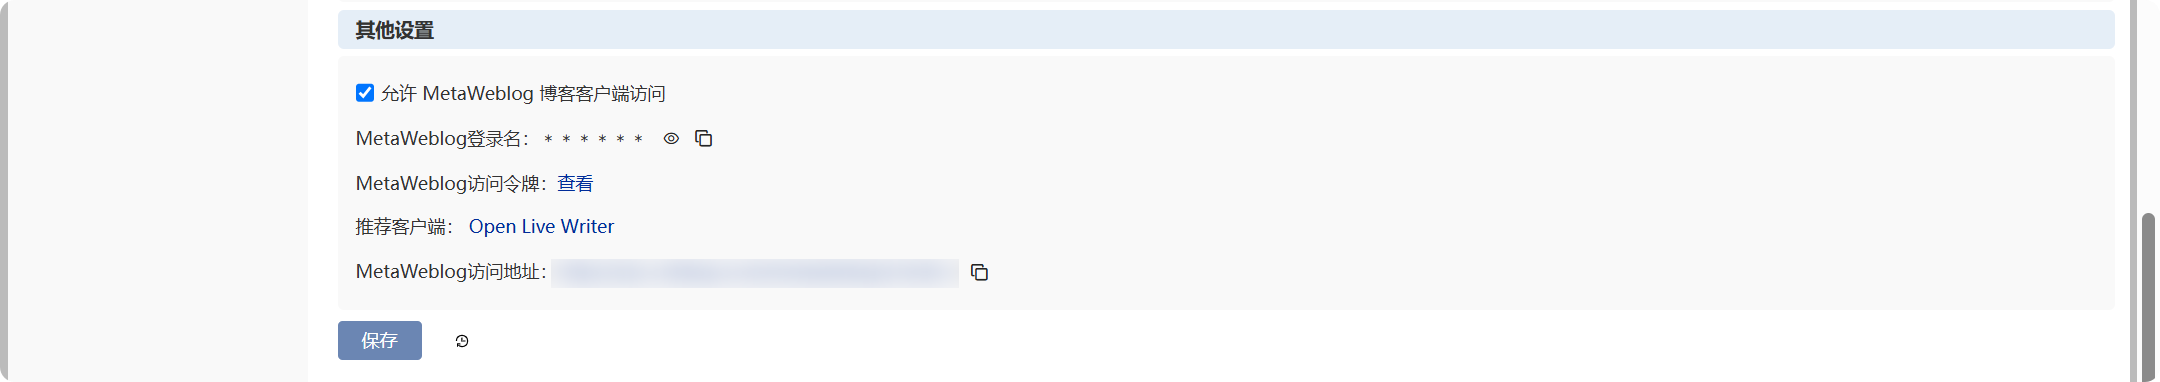 其他设置
允许 MetaWeblog 博客客户端访问
MetaWeblog登录名： * * * * * *
MetaWeblog访问令牌：查看
推荐客户端： Open Live Writer
MetaWeblog访问地址：
保存